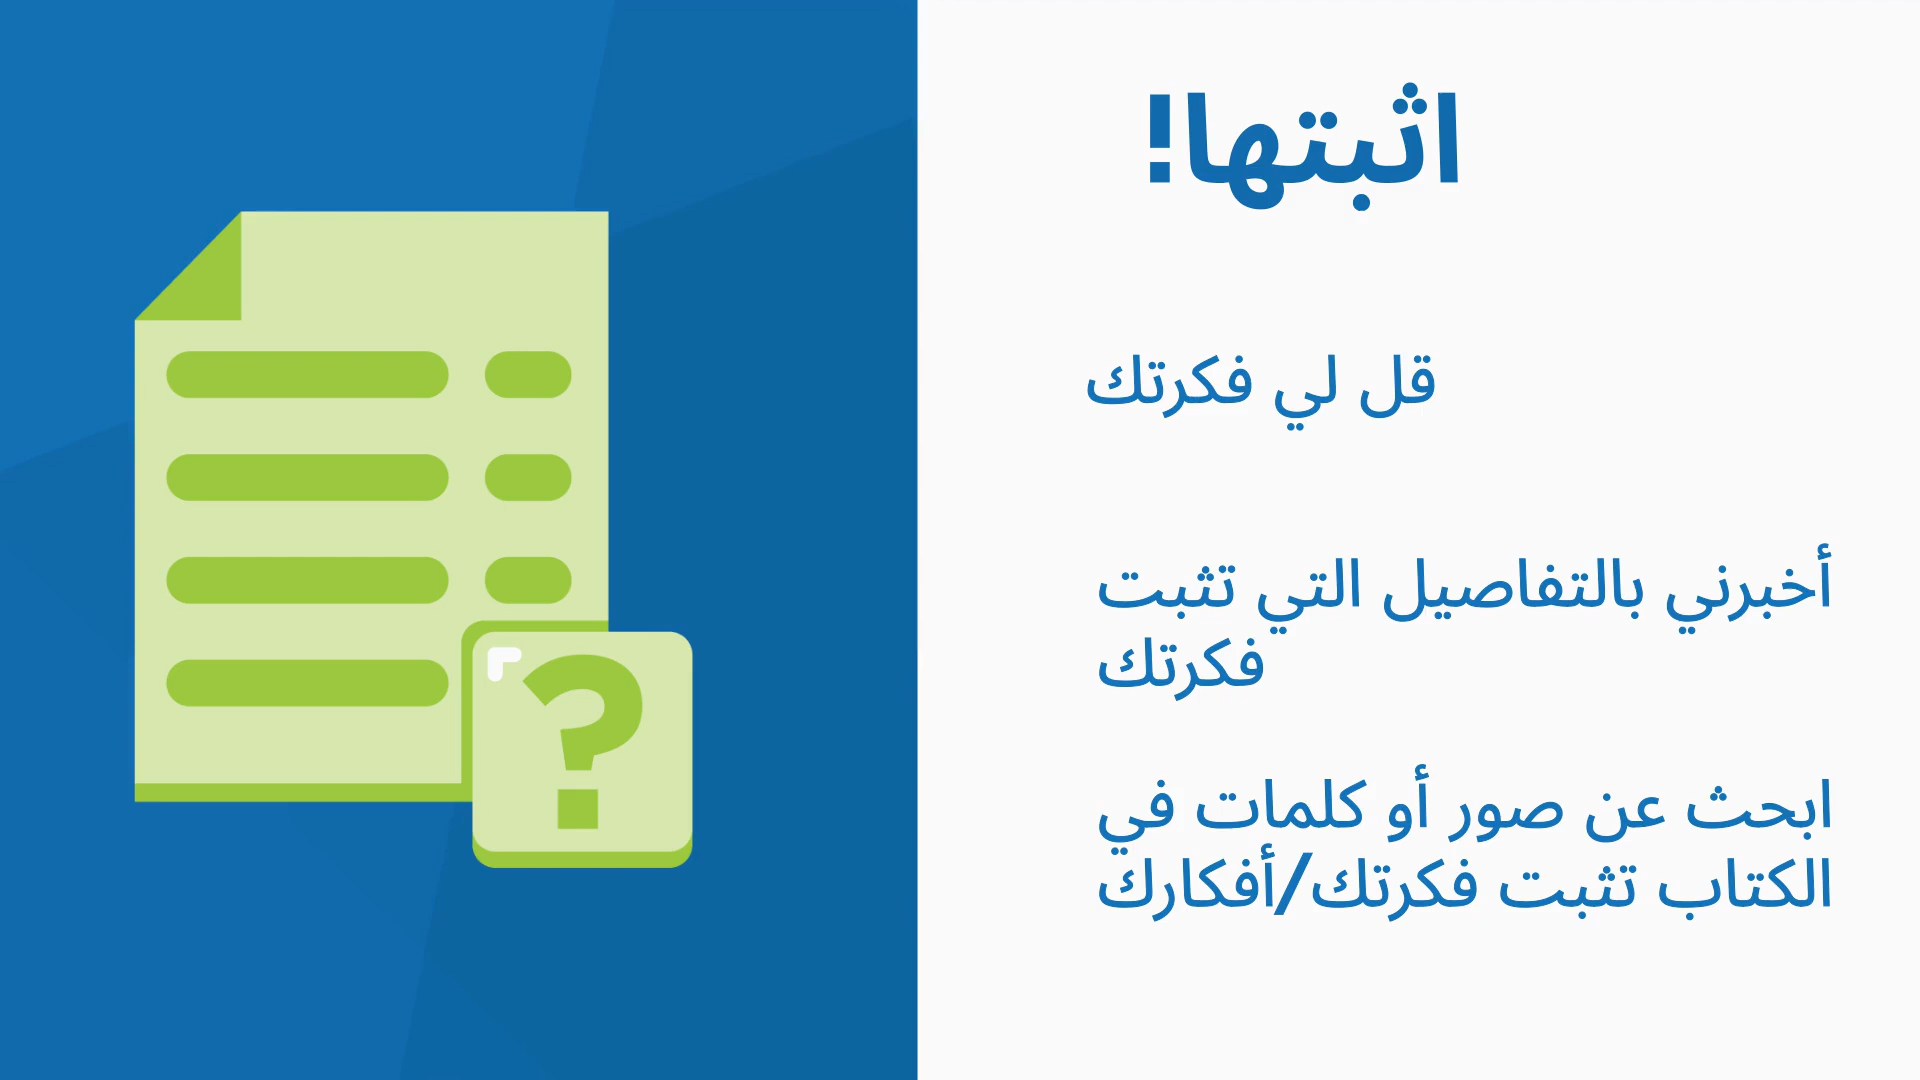 اثبتها!
قل لي فكرتك
أخبرني بالتفاصيل التي تثبت
فكرتك
ابحث عن صور أو كلمات في
الكتاب تثبت فكرتك/أفكارك
?